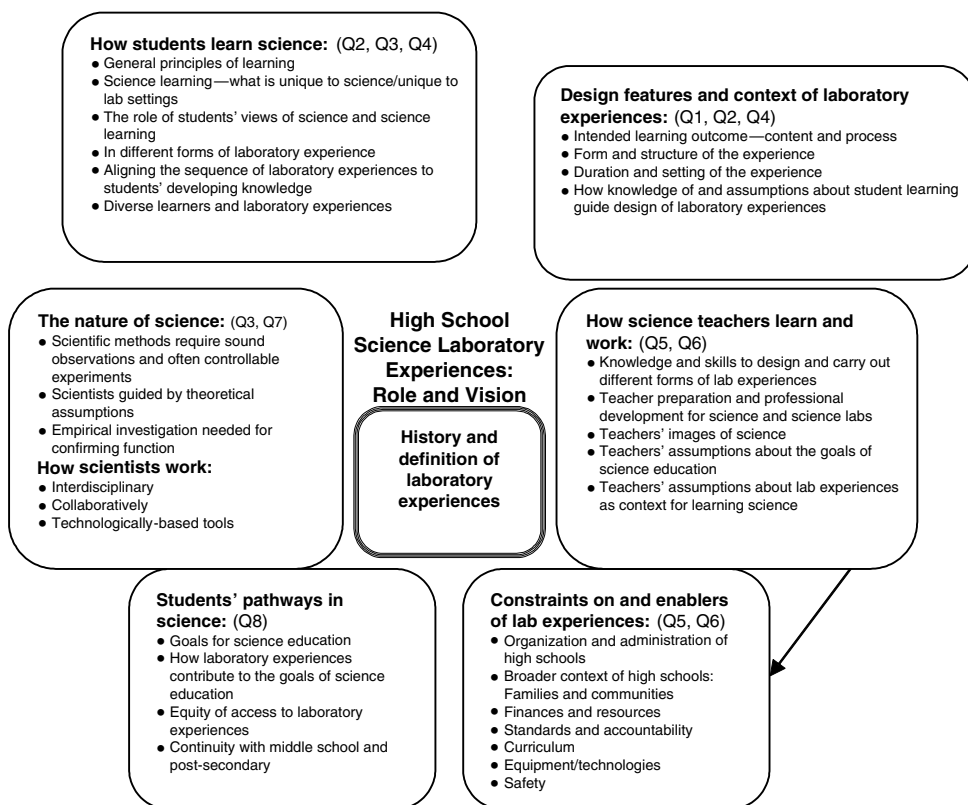 How students learn science: (Q2, Q3, Q4)
● General principles of learning
● Science learning—what is unique to science/unique to
lab settings
● The role of students’ views of science and science
learning
● In different forms of laboratory experience
● Aligning the sequence of laboratory experiences to
students’ developing knowledge
● Diverse learners and laboratory experiences
Design features and context of laboratory
experiences: (Q1, Q2, Q4)
● Intended learning outcome—content and process
● Form and structure of the experience
● Duration and setting of the experience
● How knowledge of and assumptions about student learning
guide design of laboratory experiences
The nature of science: (Q3, Q7)
● Scientific methods require sound
observations and often controllable
experiments
● Scientists guided by theoretical
assumptions
● Empirical investigation needed for
confirming function
How scientists work:
● Interdisciplinary
● Collaboratively
● Technologically-based tools
High School
Science Laboratory
Experiences:
Role and Vision
History and
definition of
laboratory
experiences
How science teachers learn and
work: (Q5, Q6)
● Knowledge and skills to design and carry out
different forms of lab experiences
● Teacher preparation and professional
development for science and science labs
● Teachers’ images of science
● Teachers’ assumptions about the goals of
science education
● Teachers’ assumptions about lab experiences
as context for learning science
Students’ pathways in
science: (Q8)
● Goals for science education
● How laboratory experiences
contribute to the goals of science
education
● Equity of access to laboratory
experiences
● Continuity with middle school and
post-secondary
Constraints on and enablers
of lab experiences: (Q5, Q6)
● Organization and administration of
high schools
● Broader context of high schools:
Families and communities
● Finances and resources
● Standards and accountability
● Curriculum
● Equipment/technologies
● Safety